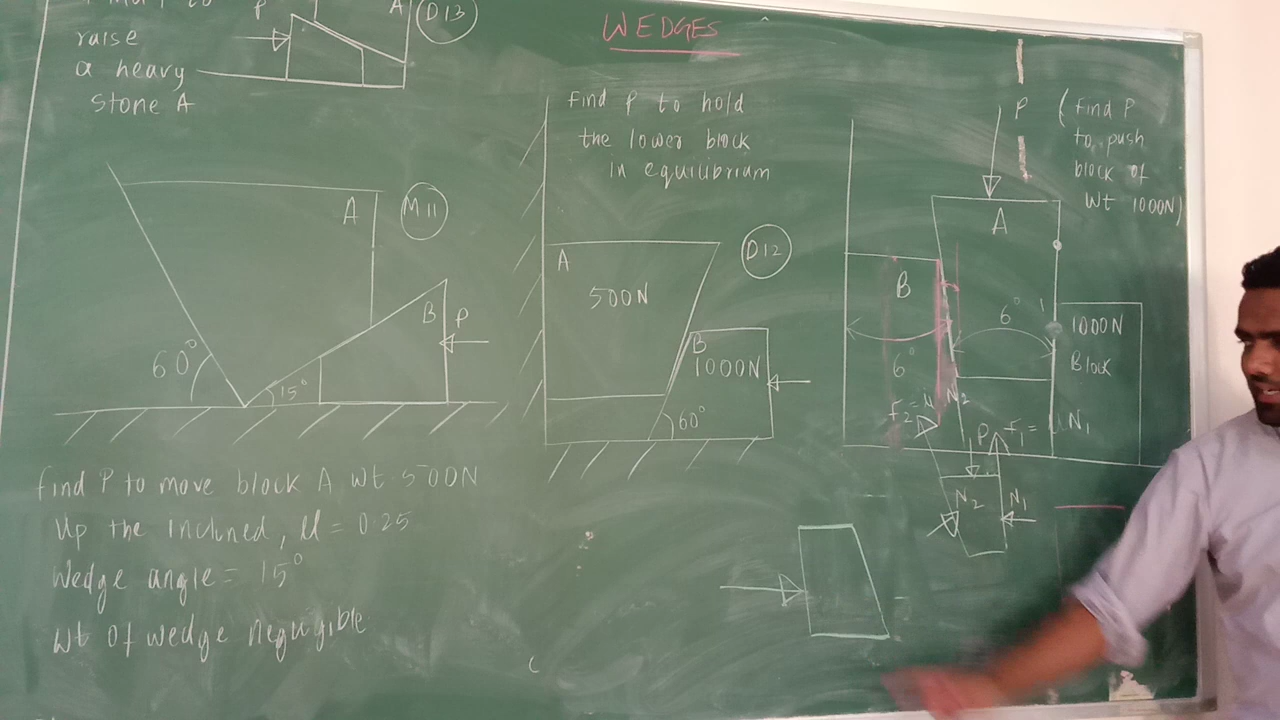 P
A
D13
raise
a heavy
stone A
WEDGES
Find P to hold
the lower block
in equilibrium
P
(Find P
to push
block of
Wt 1000N)
A
M11
60°
15°
B
P
A
500N
D12
B
1000N
60°
A
B
6°
6°
1000N
Block
F2 = μ N2
P
F1 = μN1
N2
N1
Find P to move block A Wt 500N
Up the inclined, μ = 0.25
Wedge angle = 15°
Wt of wedge negligible